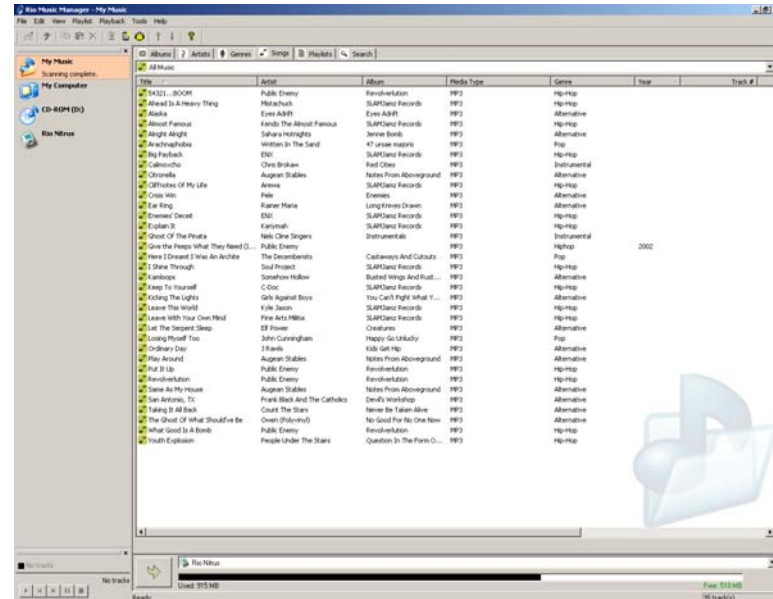 Rio Music Manager - My Music
File Edit View Playlist Playback Tools Help
My Music
Scanning complete.
My Computer
CD-ROM (D:)
Rio Nitrus
Albums Artists Genres Songs Playlists Search
All Music
Title Artist Album Media Type Genre Year Track #
54321...BOOM Public Enemy Revolverlution MP3 Hip-Hop
Ahead Is A Heavy Thing Mistachuck SLAMJamz Records MP3 Hip-Hop
Alaska Eyes Adrift Eyes Adrift MP3 Alternative
Almost Famous Kendo The Almost Famous SLAMJamz Records MP3 Hip-Hop
Alright Alright Sahara Hotnights Jennie Bomb MP3 Alternative
Arachnaphobia Written In The Sand 47 ursae majoris MP3 Pop
Big Payback ENX SLAMJamz Records MP3 Hip-Hop
Calimoxcho Chris Brokaw Red Cities MP3 Instrumental
Citronella Augean Stables Notes From Aboveground MP3 Alternative
Cliffnotes Of My Life Arewa SLAMJamz Records MP3 Hip-Hop
Crisis Win Pele Enemies MP3 Alternative
Ear Ring Rainer Maria Long Knives Drawn MP3 Alternative
Enemies' Deceit ENX SLAMJamz Records MP3 Hip-Hop
Explain It Kariymah SLAMJamz Records MP3 Hip-Hop
Ghost Of The Pinata Nels Cline Singers Instrumentals MP3 Instrumental
Give the Peeps What They Need (J... Public Enemy MP3 Hiphop 2002
Here I Dreamt I Was An Archite The Decemberists Castaways And Cutouts MP3 Pop
I Shine Through Soul Project SLAMJamz Records MP3 Hip-Hop
Kamloops Somehow Hollow Busted Wings And Rust... MP3 Alternative
Keep To Yourself C-Doc SLAMJamz Records MP3 Hip-Hop
Kicking The Lights Girls Against Boys You Can't Fight What Y... MP3 Alternative
Leave This World Kyle Jason SLAMJamz Records MP3 Hip-Hop
Leave With Your Own Mind Fine Arts Militia SLAMJamz Records MP3 Hip-Hop
Let The Serpent Sleep Elf Power Creatures MP3 Alternative
Losing Myself Too John Cunningham Happy Go Unlucky MP3 Pop
Ordinary Day J Rawls Kids Get Hip MP3 Alternative
Play Around Augean Stables Notes From Aboveground MP3 Alternative
Put It Up Public Enemy Revolverlution MP3 Hip-Hop
Revolverlution Public Enemy Revolverlution MP3 Hip-Hop
Same As My House Augean Stables Notes From Aboveground MP3 Alternative
San Antonio, TX Frank Black And The Catholics Devil's Workshop MP3 Alternative
Taking It All Back Count The Stars Never Be Taken Alive MP3 Alternative
The Ghost Of What Should've Be Owen (Polyvinyl) No Good For No One Now MP3 Alternative
What Good Is A Bomb Public Enemy Revolverlution MP3 Hip-Hop
Youth Explosion People Under The Stairs Question In The Form O... MP3 Hip-Hop
No tracks
No tracks
Rio Nitrus
Used: 915 MB Free: 510 MB
Ready 35 track(s)